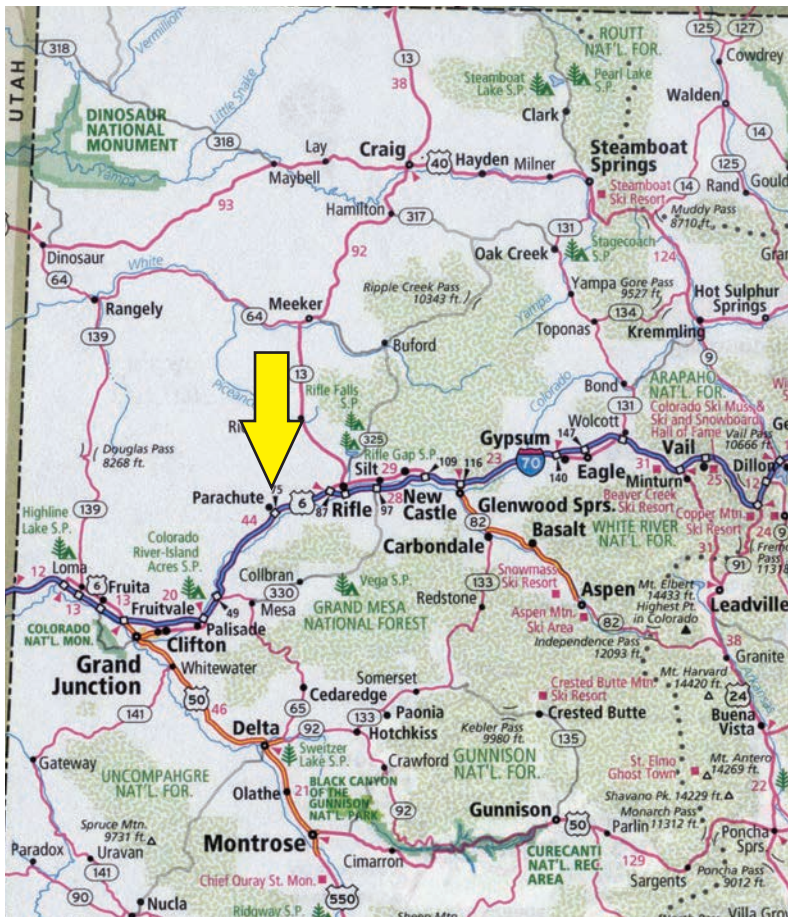 318
Vermillion
13
38
ROUTT
NAT'L. FOR.
125
127
Cowdrey
UTAH
Little Snake
Steamboat
Lake S.P.
Pearl Lake
S.P.
Clark
Walden
DINOSAUR
NATIONAL
MONUMENT
318
Yampa
Lay
Maybell
Craig
40
Hayden
Milner
Steamboat
Springs
14
125
Rand
Gould
93
Hamilton
317
Steamboat
Ski Resort
14
Muddy Pass
8710 ft.
Dinosaur
92
131
Oak Creek
Stagecoach
S.P.
124
Gran
64
White
Rangely
64
Meeker
Ripple Creek Pass
10343 ft.
Yampa
Gore Pass
9527 ft.
Hot Sulphur
Springs
139
Yampa
134
Toponas
Kremmling
Buford
13
9
Piceance
Rifle Falls
S.P.
Colorado
Bond
ARAPAHO
NAT'L. FOR.
Ri
325
Wolcott
131
Colorado Ski Mus. &
Ski and Snowboard
Hall of Fame
Vail Pass
10666 ft.
Douglas Pass
8268 ft.
Rifle Gap S.P.
Gypsum
147
Vail
Silt
29
109
116
23
70
140
Eagle
31
Minturn
25
Dillon
Parachute
75
6
87
Rifle
28
97
New
Castle
Glenwood Sprs.
Beaver Creek
Ski Resort
12
Copper Mtn.
Ski Resort
24
9
44
139
Highline
Lake S.P.
Colorado
River-Island
Acres S.P.
82
Basalt
Carbondale
WHITE RIVER
NAT'L. FOR.
31
91
Fremo
11318
Loma
12
6
Fruita
13
13
Fruitvale
20
49
Collbran
330
Mesa
Vega S.P.
133
Redstone
Snowmass
Ski Resort
Aspen
Mt. Elbert
14433 ft.
Highest Pt.
in Colorado
Leadville
COLORADO
NAT'L. MON.
Clifton
Palisade
GRAND MESA
NATIONAL FOREST
Aspen Mtn.
Ski Area
82
Independence Pass
12093 ft.
38
Granite
Grand
Junction
Whitewater
Somerset
Crested Butte Mtn.
Ski Resort
Mt. Harvard
14420 ft.
Arkansas
24
50
46
Cedaredge
65
Paonia
141
Delta
92
133
Hotchkiss
Kebler Pass
9980 ft.
Crested Butte
Buena
Vista
Gateway
Sweitzer
Lake S.P.
Crawford
GUNNISON
NAT'L. FOR.
135
St. Elmo
Ghost Town
Mt. Antero
14269 ft.
UNCOMPAHGRE
NAT'L. FOR.
Olathe
21
BLACK CANYON
OF THE
GUNNISON
NAT'L. PARK
92
Shavano Pk. 14229 ft.
22
Spruce Mtn.
9731 ft.
Montrose
Gunnison
50
Monarch Pass
11312 ft.
Parlin
Poncha
Sprs.
Paradox
Uravan
141
Cimarron
CURECANTI
NAT'L. REC.
AREA
129
Sargents
Poncha Pass
9012 ft.
90
Nucla
Chief Ouray St. Mon.
550
Ridgway S.P.
Villa Grov